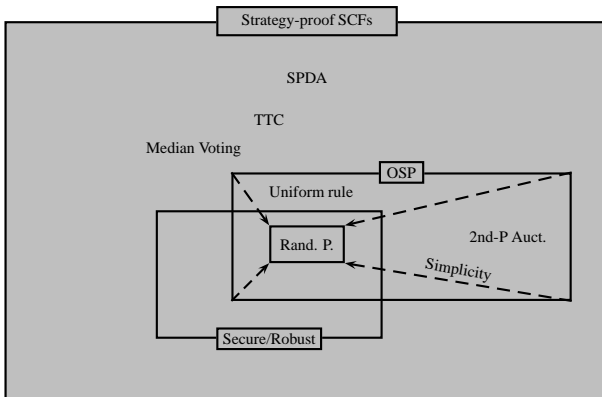 Strategy-proof SCFs
SPDA
TTC
Median Voting
OSP
Uniform rule
2nd-P Auct.
Rand. P.
Simplicity
Secure/Robust